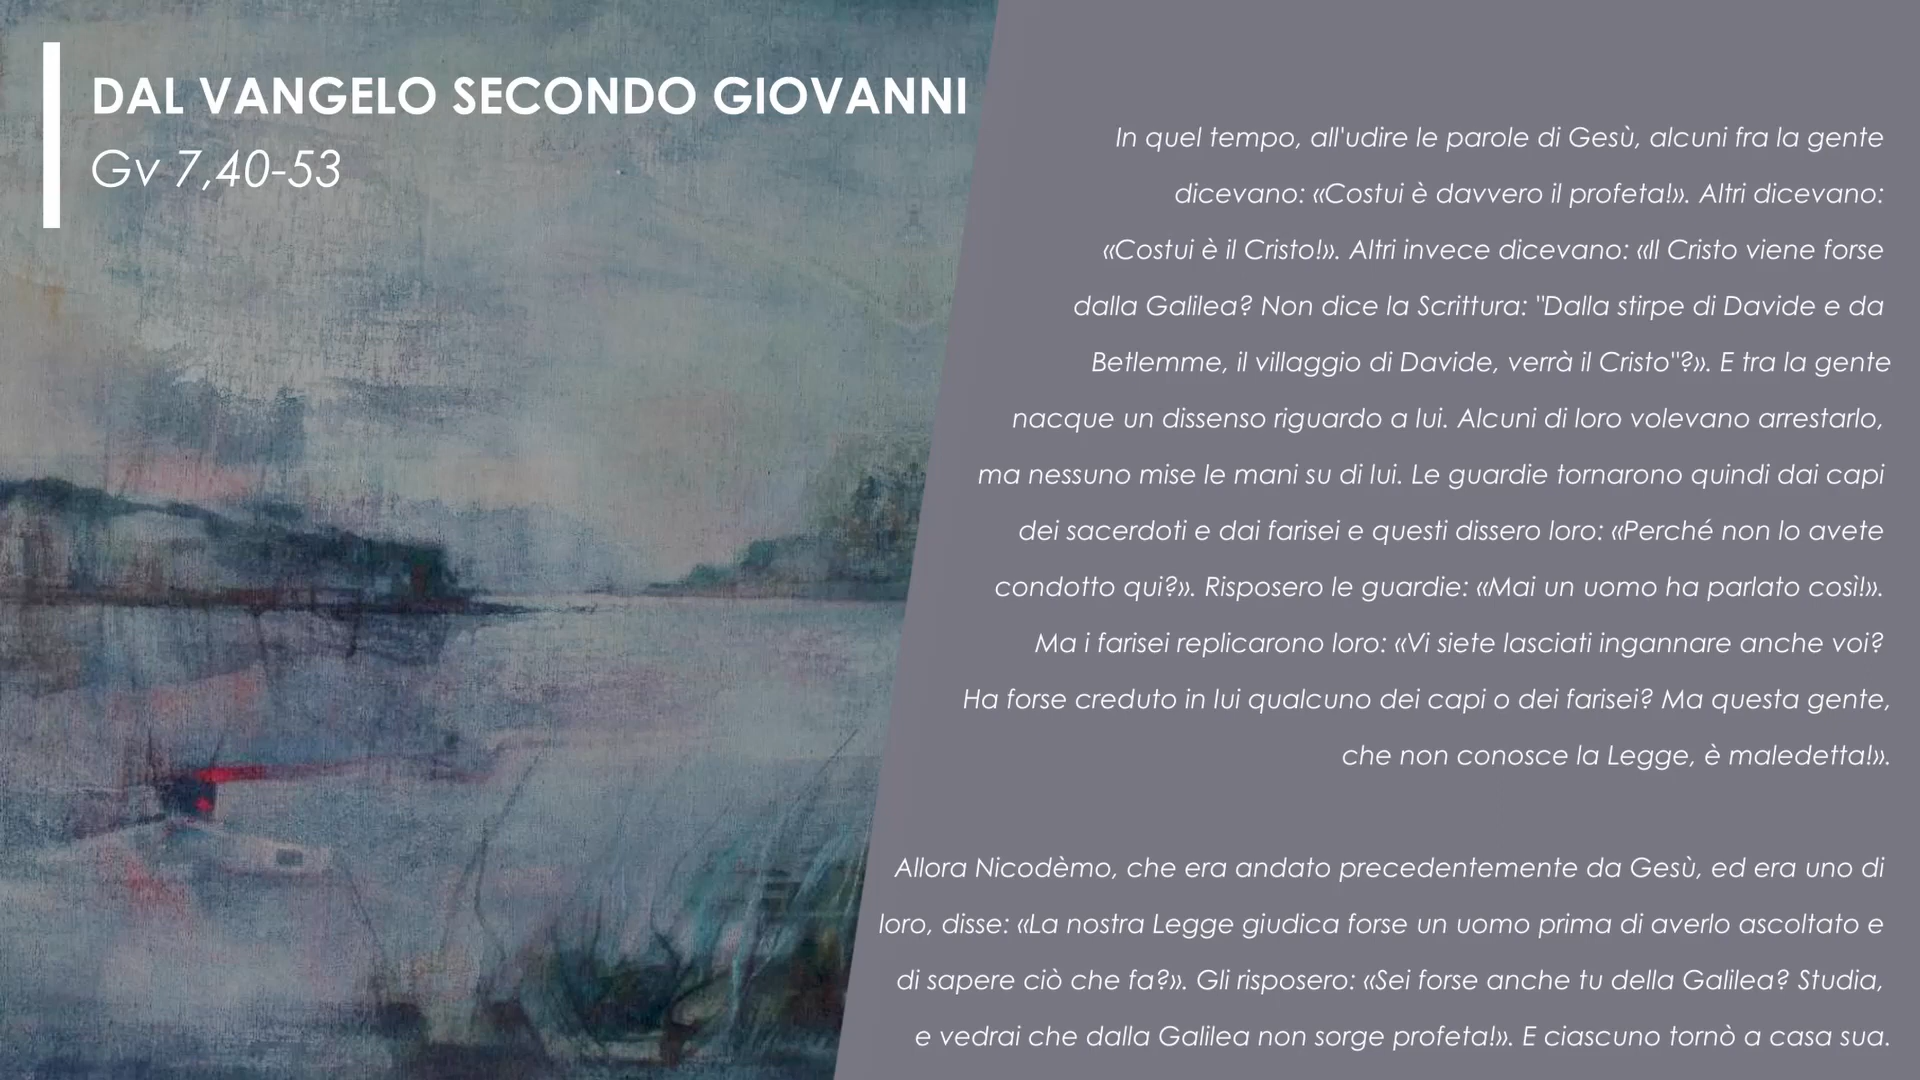 DAL VANGELO SECONDO GIOVANNI
Gv 7,40-53
In quel tempo, all'udire le parole di Gesù, alcuni fra la gente
dicevano: «Costui è davvero il profeta!». Altri dicevano:
«Costui è il Cristo!». Altri invece dicevano: «Il Cristo viene forse
dalla Galilea? Non dice la Scrittura: "Dalla stirpe di Davide e da
Betlemme, il villaggio di Davide, verrà il Cristo"?». E tra la gente
nacque un dissenso riguardo a lui. Alcuni di loro volevano arrestarlo,
ma nessuno mise le mani su di lui. Le guardie tornarono quindi dai capi
dei sacerdoti e dai farisei e questi dissero loro: «Perché non lo avete
condotto qui?». Risposero le guardie: «Mai un uomo ha parlato così!».
Ma i farisei replicarono loro: «Vi siete lasciati ingannare anche voi?
Ha forse creduto in lui qualcuno dei capi o dei farisei? Ma questa gente,
che non conosce la Legge, è maledetta!».
Allora Nicodèmo, che era andato precedentemente da Gesù, ed era uno di
loro, disse: «La nostra Legge giudica forse un uomo prima di averlo ascoltato e
di sapere ciò che fa?». Gli risposero: «Sei forse anche tu della Galilea? Studia,
e vedrai che dalla Galilea non sorge profeta!». E ciascuno tornò a casa sua.